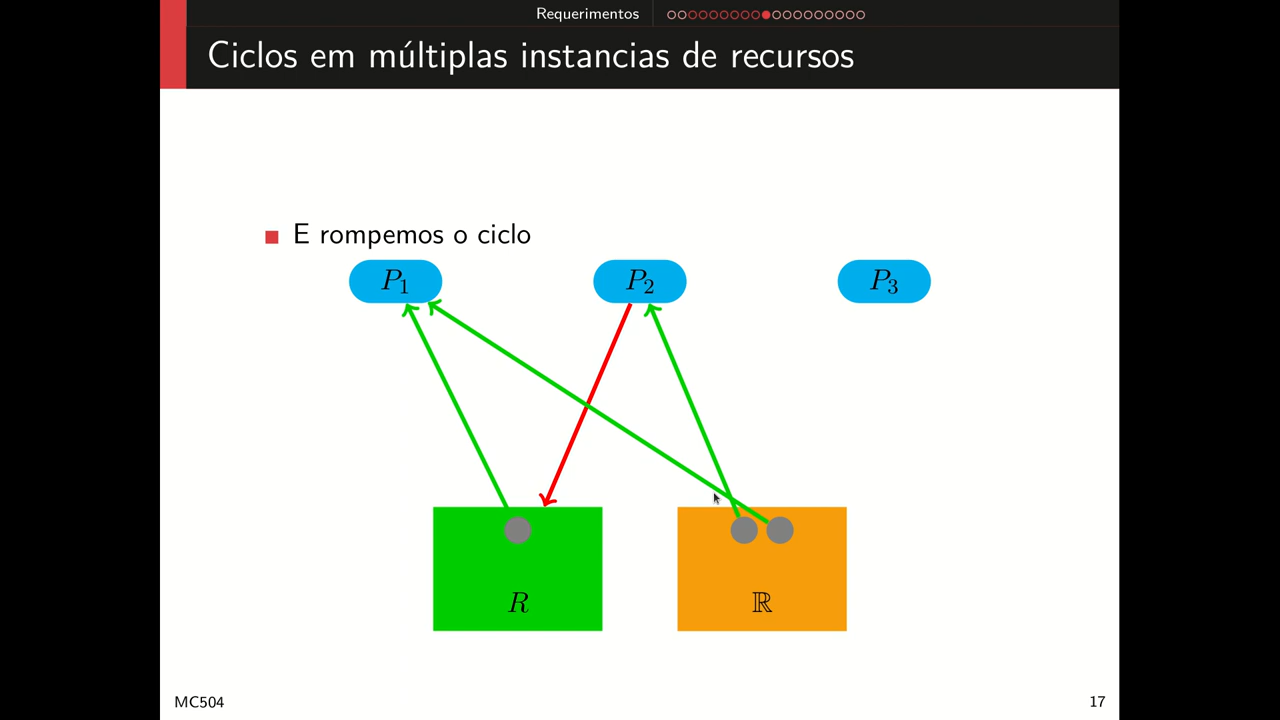 Requerimentos
Ciclos em múltiplas instancias de recursos
E rompemos o ciclo
P1 P2 P3
R ℝ
MC504 17